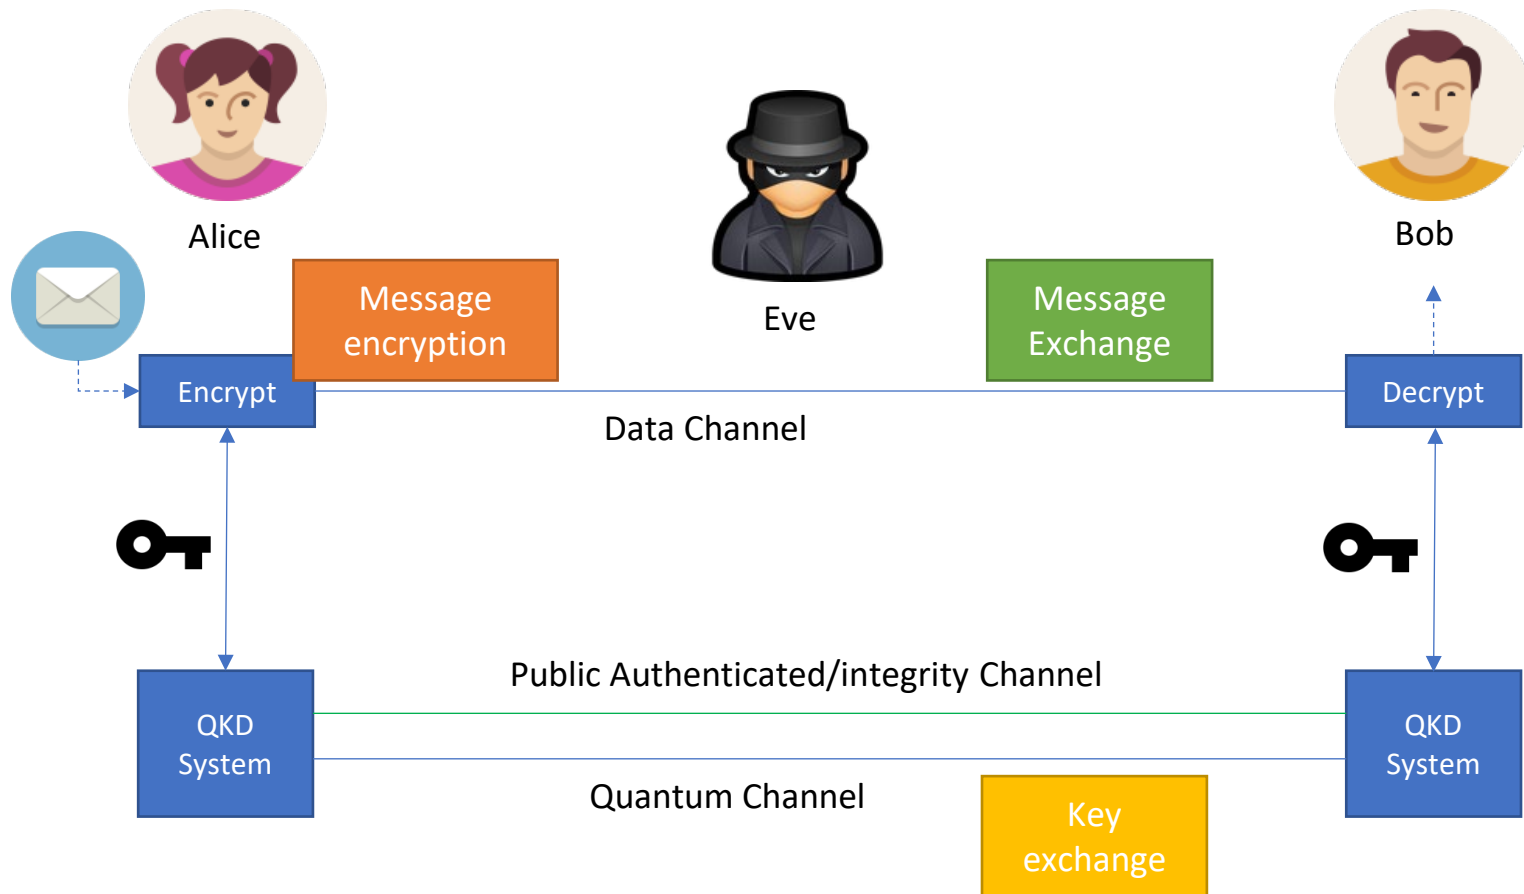 Alice
Bob
Eve
Message
encryption
Message
Exchange
Encrypt
Decrypt
Data Channel
Public Authenticated/integrity Channel
QKD
System
QKD
System
Quantum Channel
Key
exchange